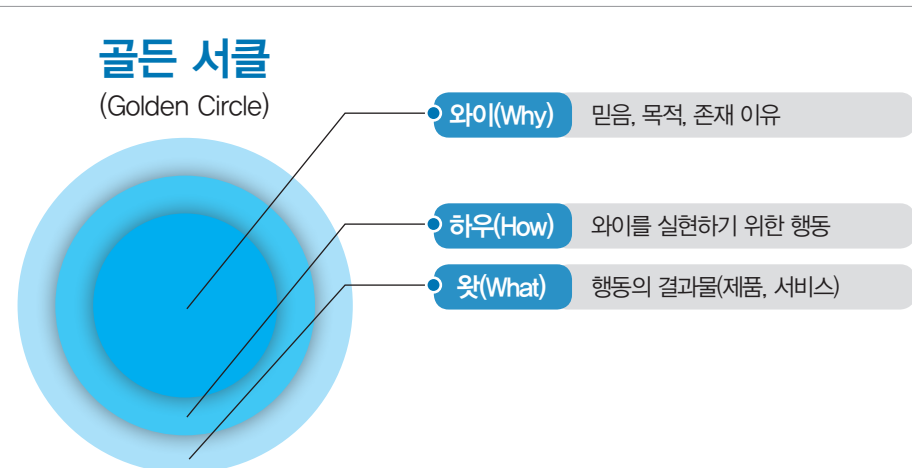 골든 서클
(Golden Circle)
와이(Why) 믿음, 목적, 존재 이유
하우(How) 와이를 실현하기 위한 행동
왓(What) 행동의 결과물(제품, 서비스)